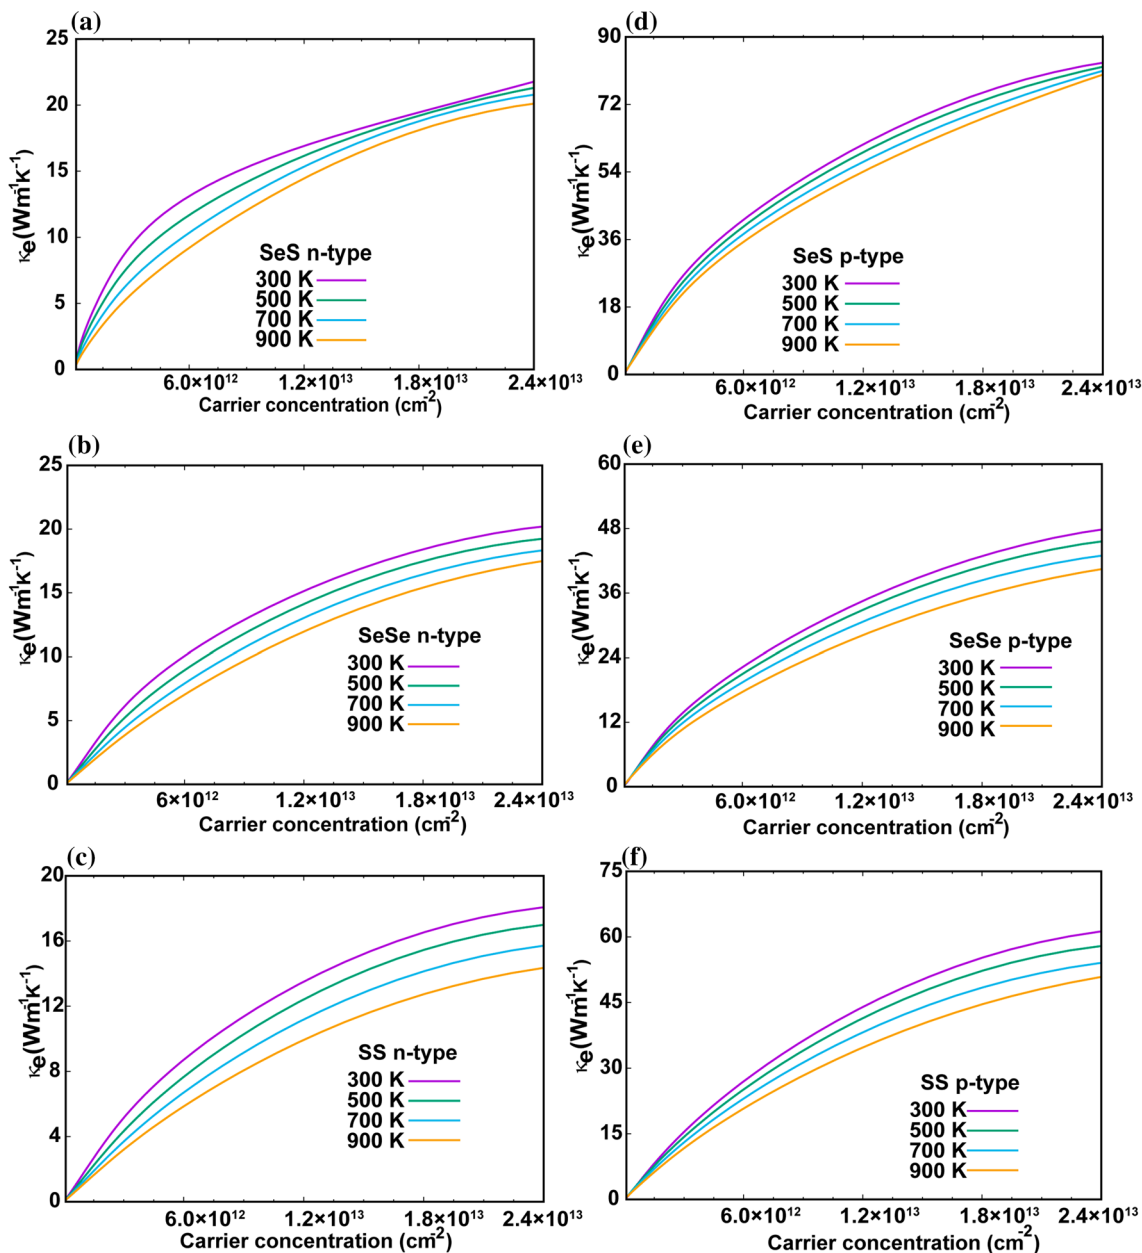 (a)
25
20
15
10
5
0
κe(Wm⁻¹K⁻¹)
SeS n-type
300 K
500 K
700 K
900 K
6.0×10¹² 1.2×10¹³ 1.8×10¹³ 2.4×10¹³
Carrier concentration (cm⁻²)
(d)
90
72
54
36
18
0
κe(Wm⁻¹K⁻¹)
SeS p-type
300 K
500 K
700 K
900 K
6.0×10¹² 1.2×10¹³ 1.8×10¹³ 2.4×10¹³
Carrier concentration (cm⁻²)
(b)
25
20
15
10
5
0
κe(Wm⁻¹K⁻¹)
SeSe n-type
300 K
500 K
700 K
900 K
6×10¹² 1.2×10¹³ 1.8×10¹³ 2.4×10¹³
Carrier concentration (cm⁻²)
(e)
60
48
36
24
12
0
κe(Wm⁻¹K⁻¹)
SeSe p-type
300 K
500 K
700 K
900 K
6.0×10¹² 1.2×10¹³ 1.8×10¹³ 2.4×10¹³
Carrier concentration (cm⁻²)
(c)
20
16
12
8
4
0
κe(Wm⁻¹K⁻¹)
SS n-type
300 K
500 K
700 K
900 K
6.0×10¹² 1.2×10¹³ 1.8×10¹³ 2.4×10¹³
Carrier concentration (cm⁻²)
(f)
75
60
45
30
15
0
κe(Wm⁻¹K⁻¹)
SS p-type
300 K
500 K
700 K
900 K
6.0×10¹² 1.2×10¹³ 1.8×10¹³ 2.4×10¹³
Carrier concentration (cm⁻²)